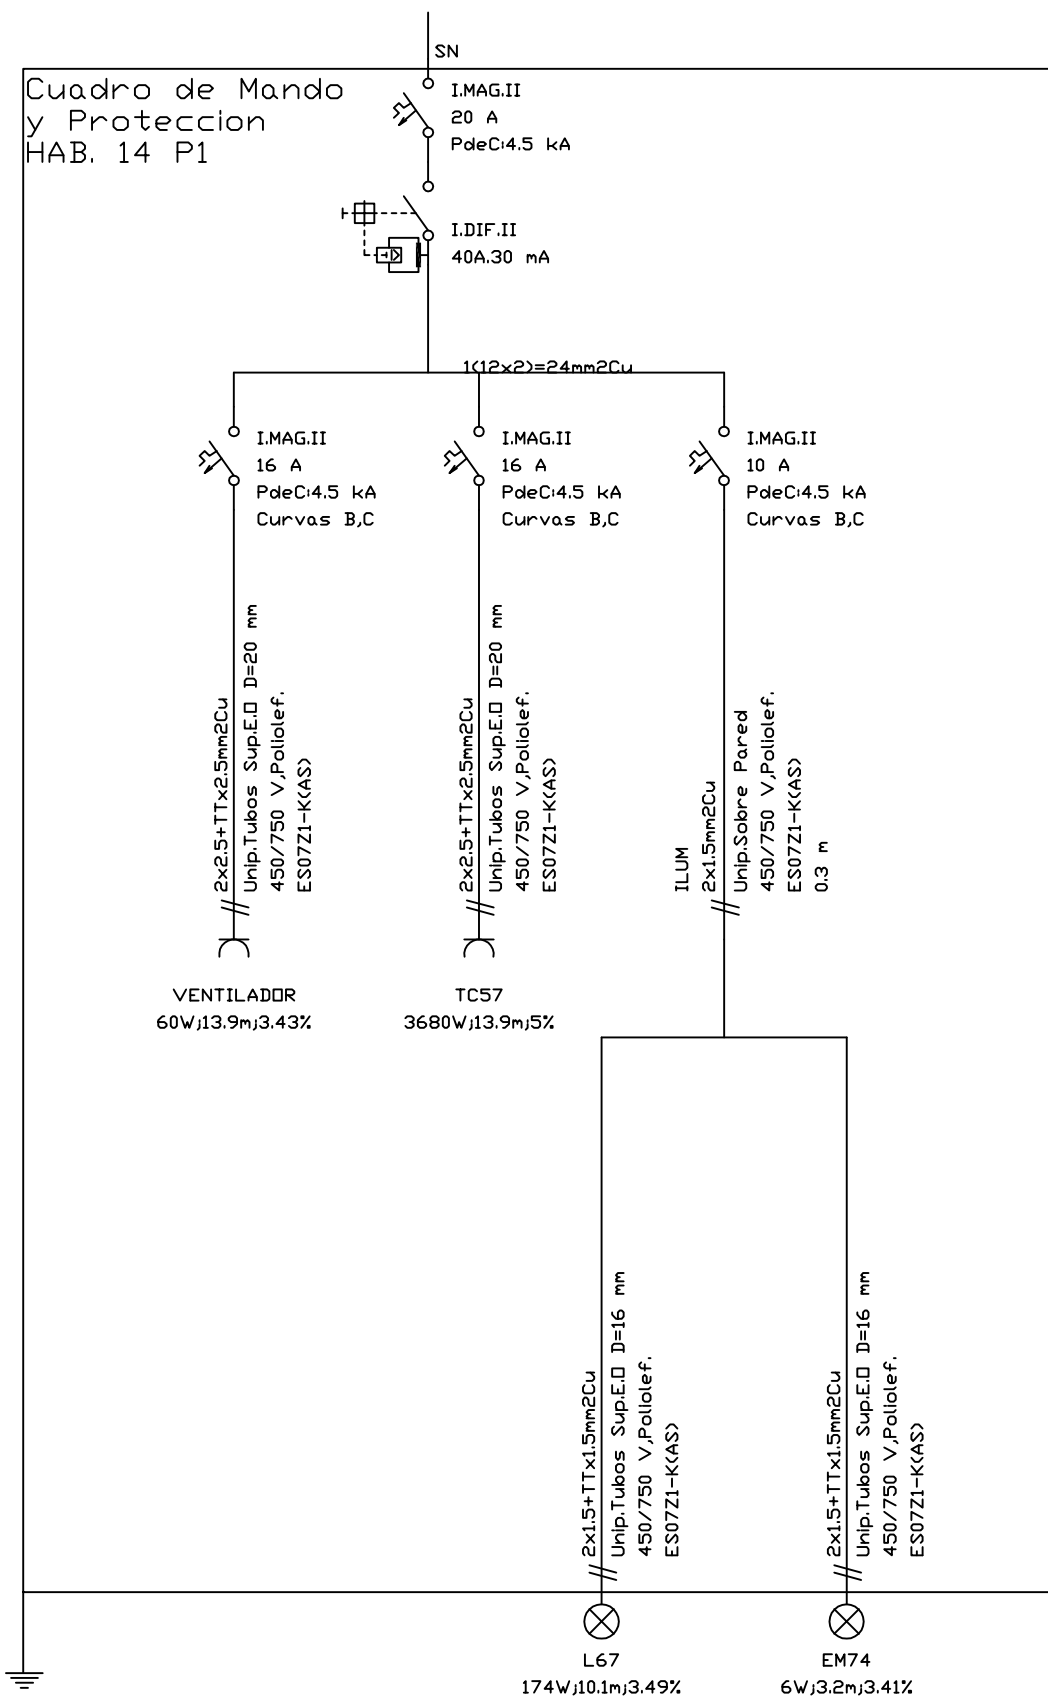 SN
Cuadro de Mando
y Proteccion
HAB. 14 P1
I.MAG.II
20 A
PdeC:4.5 kA
I.DIF.II
40A.30 mA
1(12x2)=24mm2Cu
I.MAG.II
16 A
PdeC:4.5 kA
Curvas B,C
I.MAG.II
16 A
PdeC:4.5 kA
Curvas B,C
I.MAG.II
10 A
PdeC:4.5 kA
Curvas B,C
2x2.5+TTx2.5mm2Cu
Unip.Tubos Sup.E.O D=20 mm
450/750 V,Poliolef.
ES07Z1-K(AS)
2x2.5+TTx2.5mm2Cu
Unip.Tubos Sup.E.O D=20 mm
450/750 V,Poliolef.
ES07Z1-K(AS)
ILUM
2x1.5mm2Cu
Unip.Sobre Pared
450/750 V,Poliolef.
ES07Z1-K(AS)
0.3 m
VENTILADOR
60W;13.9m;3.43%
TC57
3680W;13.9m;5%
2x1.5+TTx1.5mm2Cu
Unip.Tubos Sup.E.O D=16 mm
450/750 V,Poliolef.
ES07Z1-K(AS)
2x1.5+TTx1.5mm2Cu
Unip.Tubos Sup.E.O D=16 mm
450/750 V,Poliolef.
ES07Z1-K(AS)
L67
174W;10.1m;3.49%
EM74
6W;3.2m;3.41%